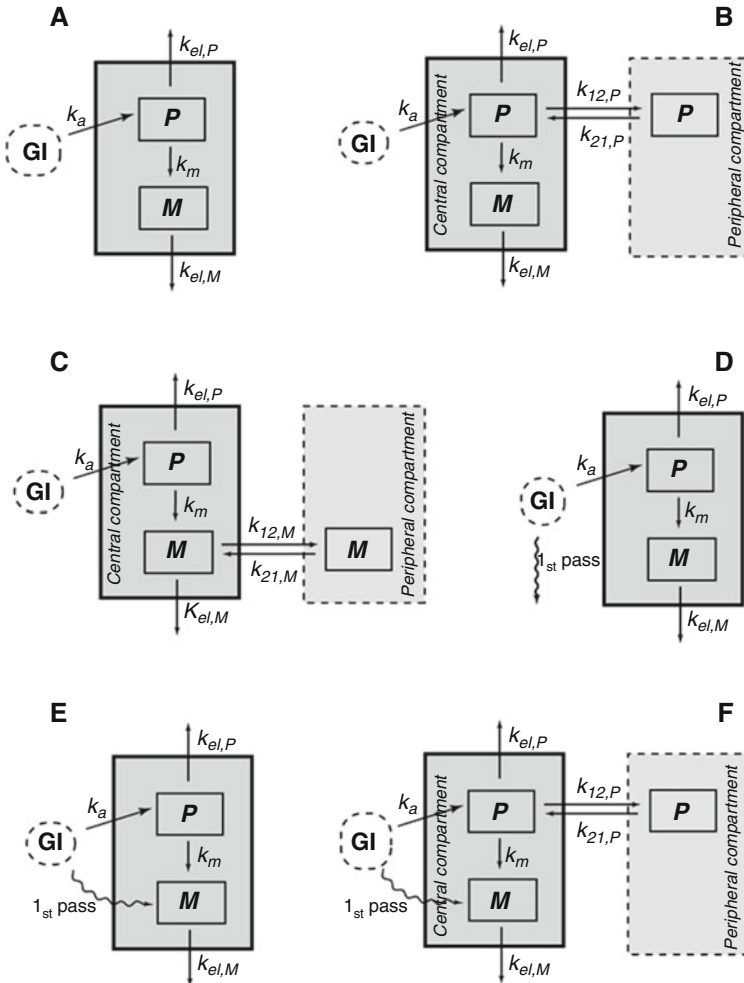 A
k_el,P
k_a
GI
P
k_m
M
k_el,M
B
k_el,P
Central compartment
k_a
GI
P
k_m
M
k_el,M
k_12,P
k_21,P
P
Peripheral compartment
C
k_el,P
Central compartment
k_a
GI
P
k_m
M
K_el,M
k_12,M
k_21,M
M
Peripheral compartment
D
k_el,P
k_a
GI
P
k_m
M
1st pass
k_el,M
E
k_el,P
k_a
GI
P
k_m
M
1st pass
k_el,M
F
k_el,P
Central compartment
k_a
GI
P
k_m
M
1st pass
k_el,M
k_12,P
k_21,P
P
Peripheral compartment